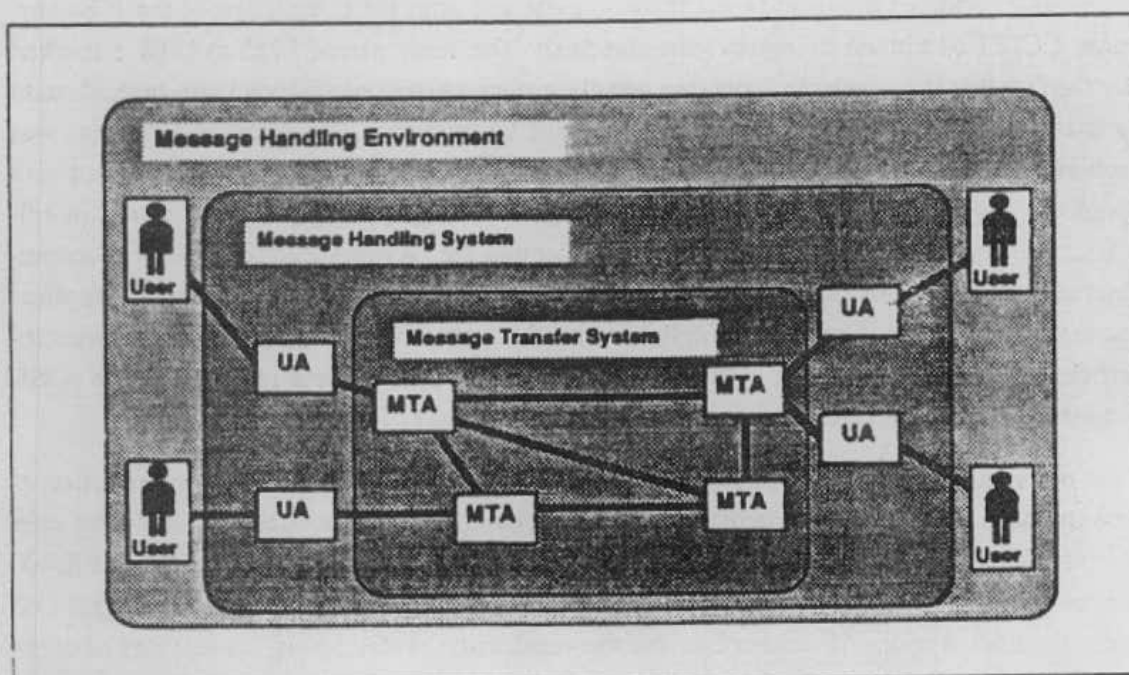 Message Handling Environment
Message Handling System
Message Transfer System
User
User
UA
UA
UA
UA
MTA
MTA
MTA
MTA
User
User